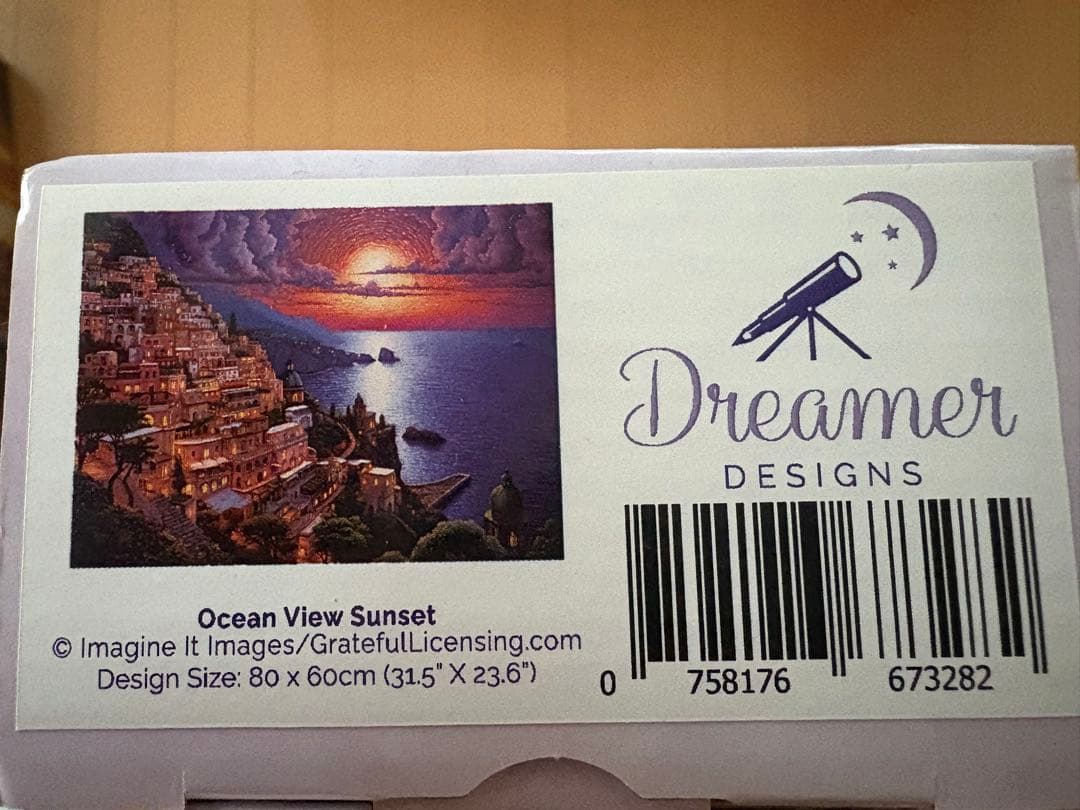 Dreamer
DESIGNS
Ocean View Sunset
© Imagine It Images/GratefulLicensing.com
Design Size: 80 x 60cm (31.5" X 23.6")
0 758176 673282